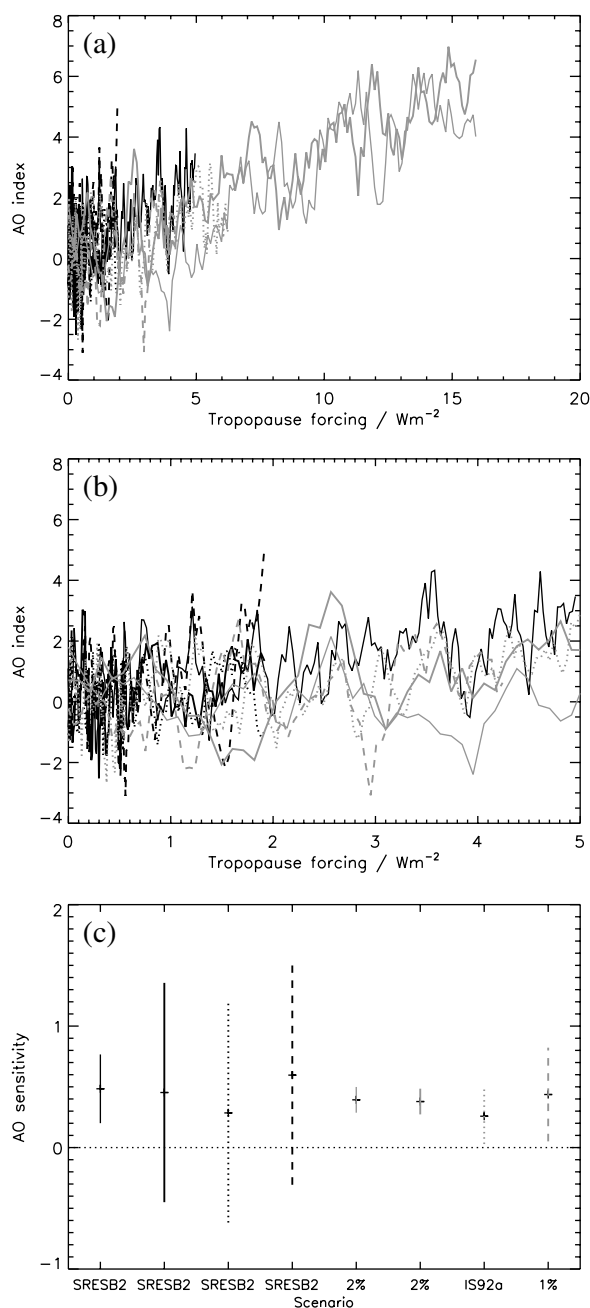 8
(a)
6
4
2
0
−2
−4
AO index
0 5 10 15 20
Tropopause forcing / Wm⁻²
8
(b)
6
4
2
0
−2
−4
AO index
0 1 2 3 4 5
Tropopause forcing / Wm⁻²
2
(c)
1
0
−1
AO sensitivity
SRESB2 SRESB2 SRESB2 SRESB2 2% 2% IS92a 1%
Scenario